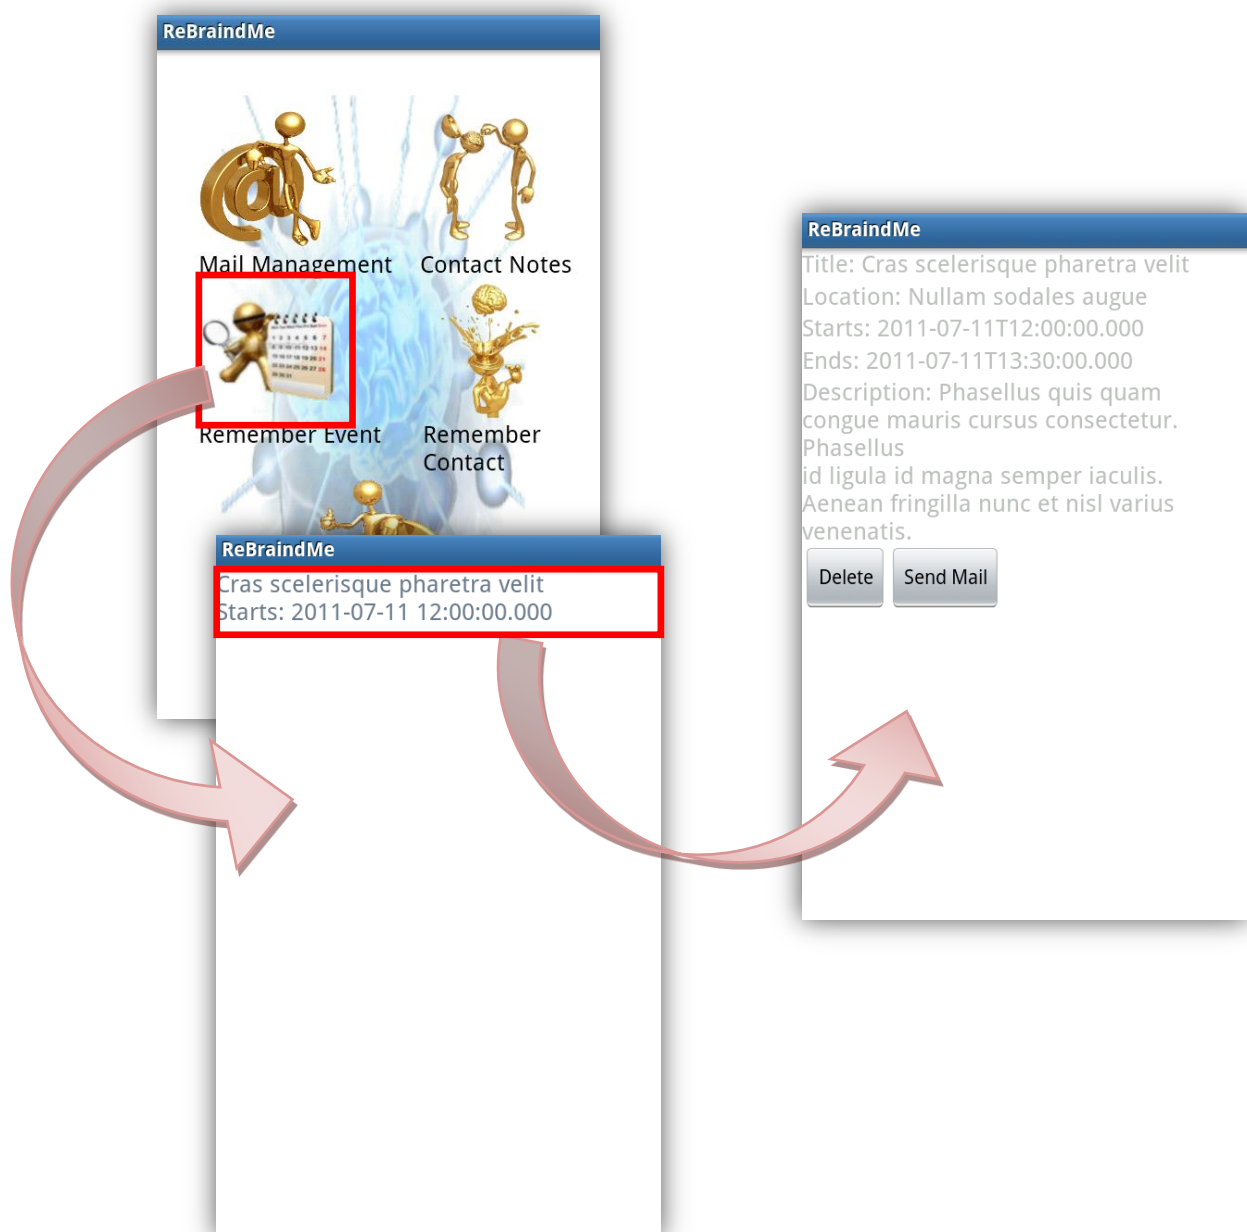 ReBraindMe
Mail Management
Contact Notes
Remember Event
Remember
Contact
ReBraindMe
Cras scelerisque pharetra velit
Starts: 2011-07-11 12:00:00.000
ReBraindMe
Title: Cras scelerisque pharetra velit
Location: Nullam sodales augue
Starts: 2011-07-11T12:00:00.000
Ends: 2011-07-11T13:30:00.000
Description: Phasellus quis quam
congue mauris cursus consectetur.
Phasellus
id ligula id magna semper iaculis.
Aenean fringilla nunc et nisl varius
venenatis.
Delete
Send Mail